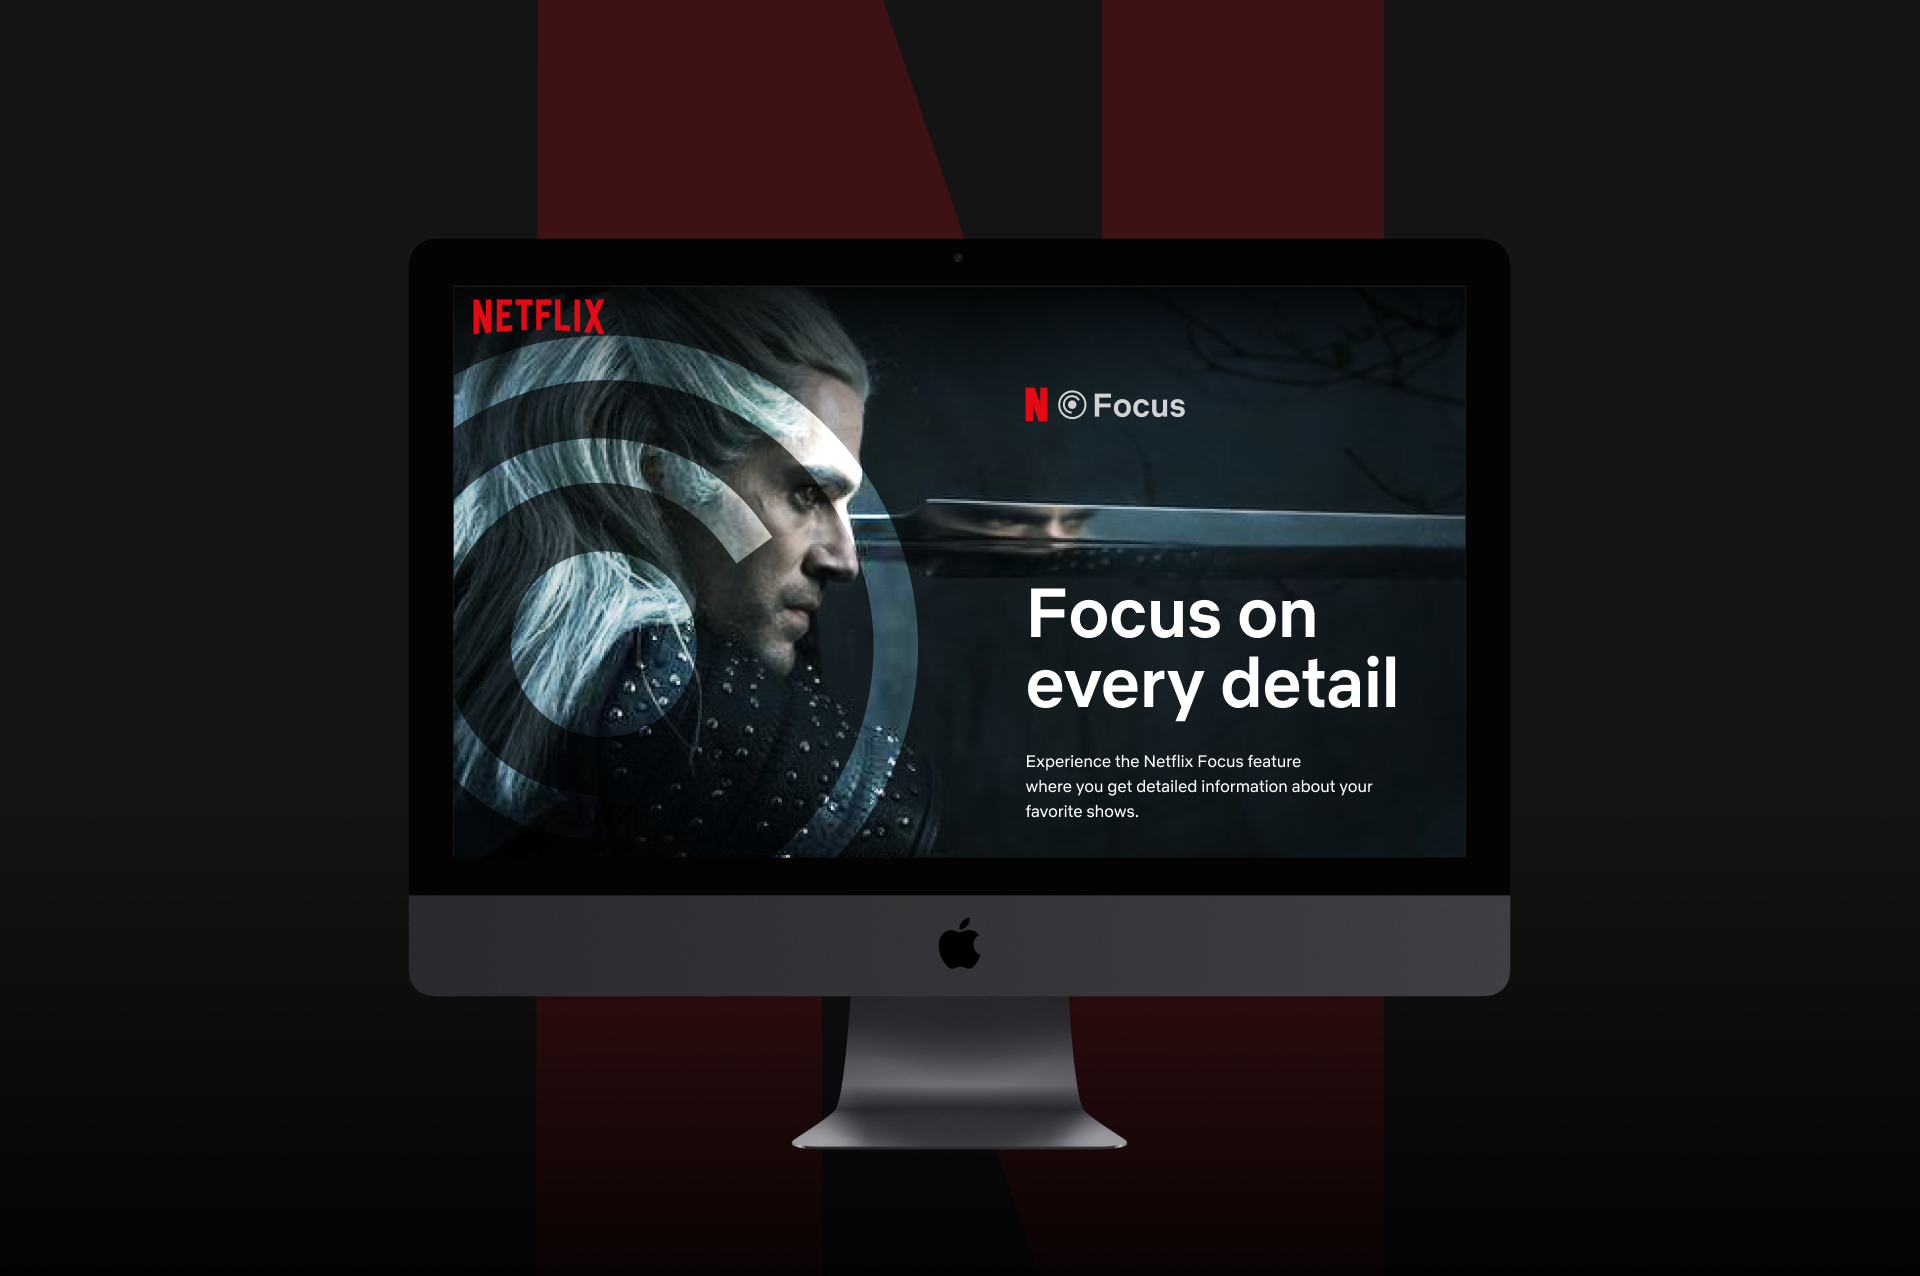 NETFLIX
N Focus
Focus on
every detail
Experience the Netflix Focus feature
where you get detailed information about your
favorite shows.